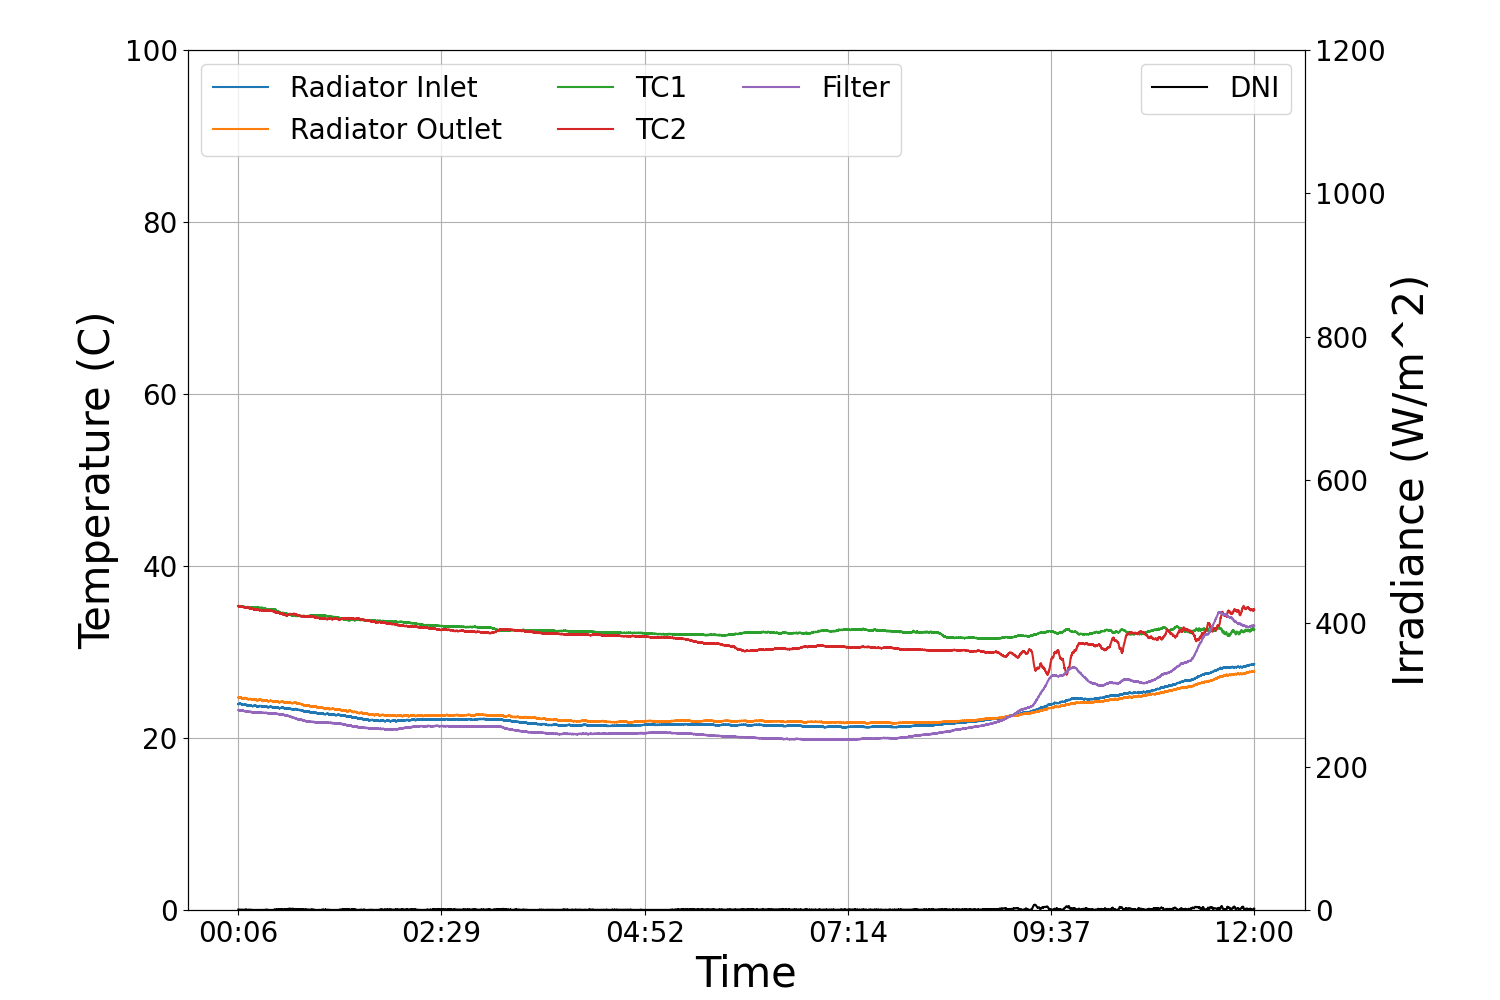 Radiator Inlet
Radiator Outlet
TC1
TC2
Filter
DNI
Temperature (C)
100
80
60
40
20
0
Irradiance (W/m^2)
1200
1000
800
600
400
200
0
00:06 02:29 04:52 07:14 09:37 12:00
Time